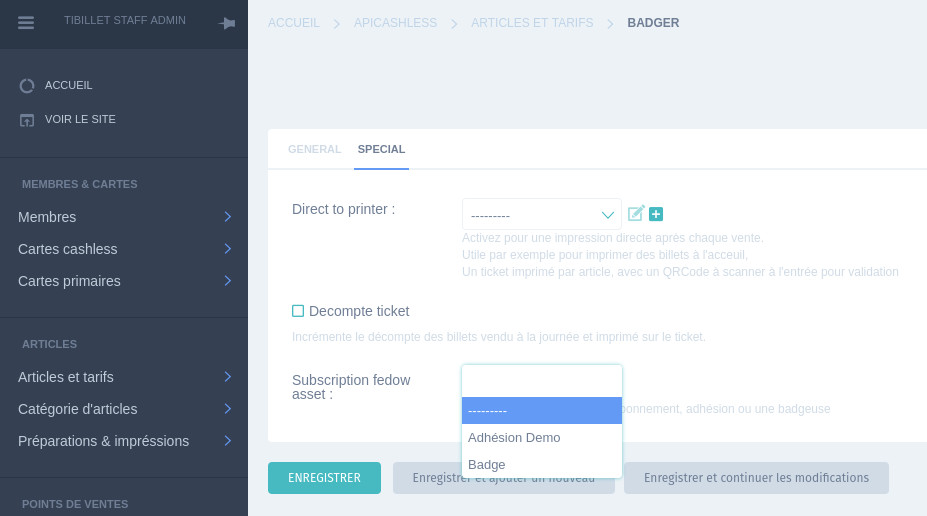 TIBILLET STAFF ADMIN
ACCUEIL
VOIR LE SITE
MEMBRES & CARTES
Membres
Cartes cashless
Cartes primaires
ARTICLES
Articles et tarifs
Catégorie d'articles
Préparations & impréssions
POINTS DE VENTES
ACCUEIL > APICASHLESS > ARTICLES ET TARIFS > BADGER
GENERAL SPECIAL
Direct to printer : ---------
Activez pour une impression directe après chaque vente.
Utile par exemple pour imprimer des billets à l'acceuil,
Un ticket imprimé par article, avec un QRCode à scanner à l'entrée pour validation
Decompte ticket
Incrémente le décompte des billets vendu à la journée et imprimé sur le ticket.
Subscription fedow
asset :
---------
adhésion ou une badgeuse
Adhésion Demo
Badge
ENREGISTRER Enregistrer et ajouter un nouveau Enregistrer et continuer les modifications